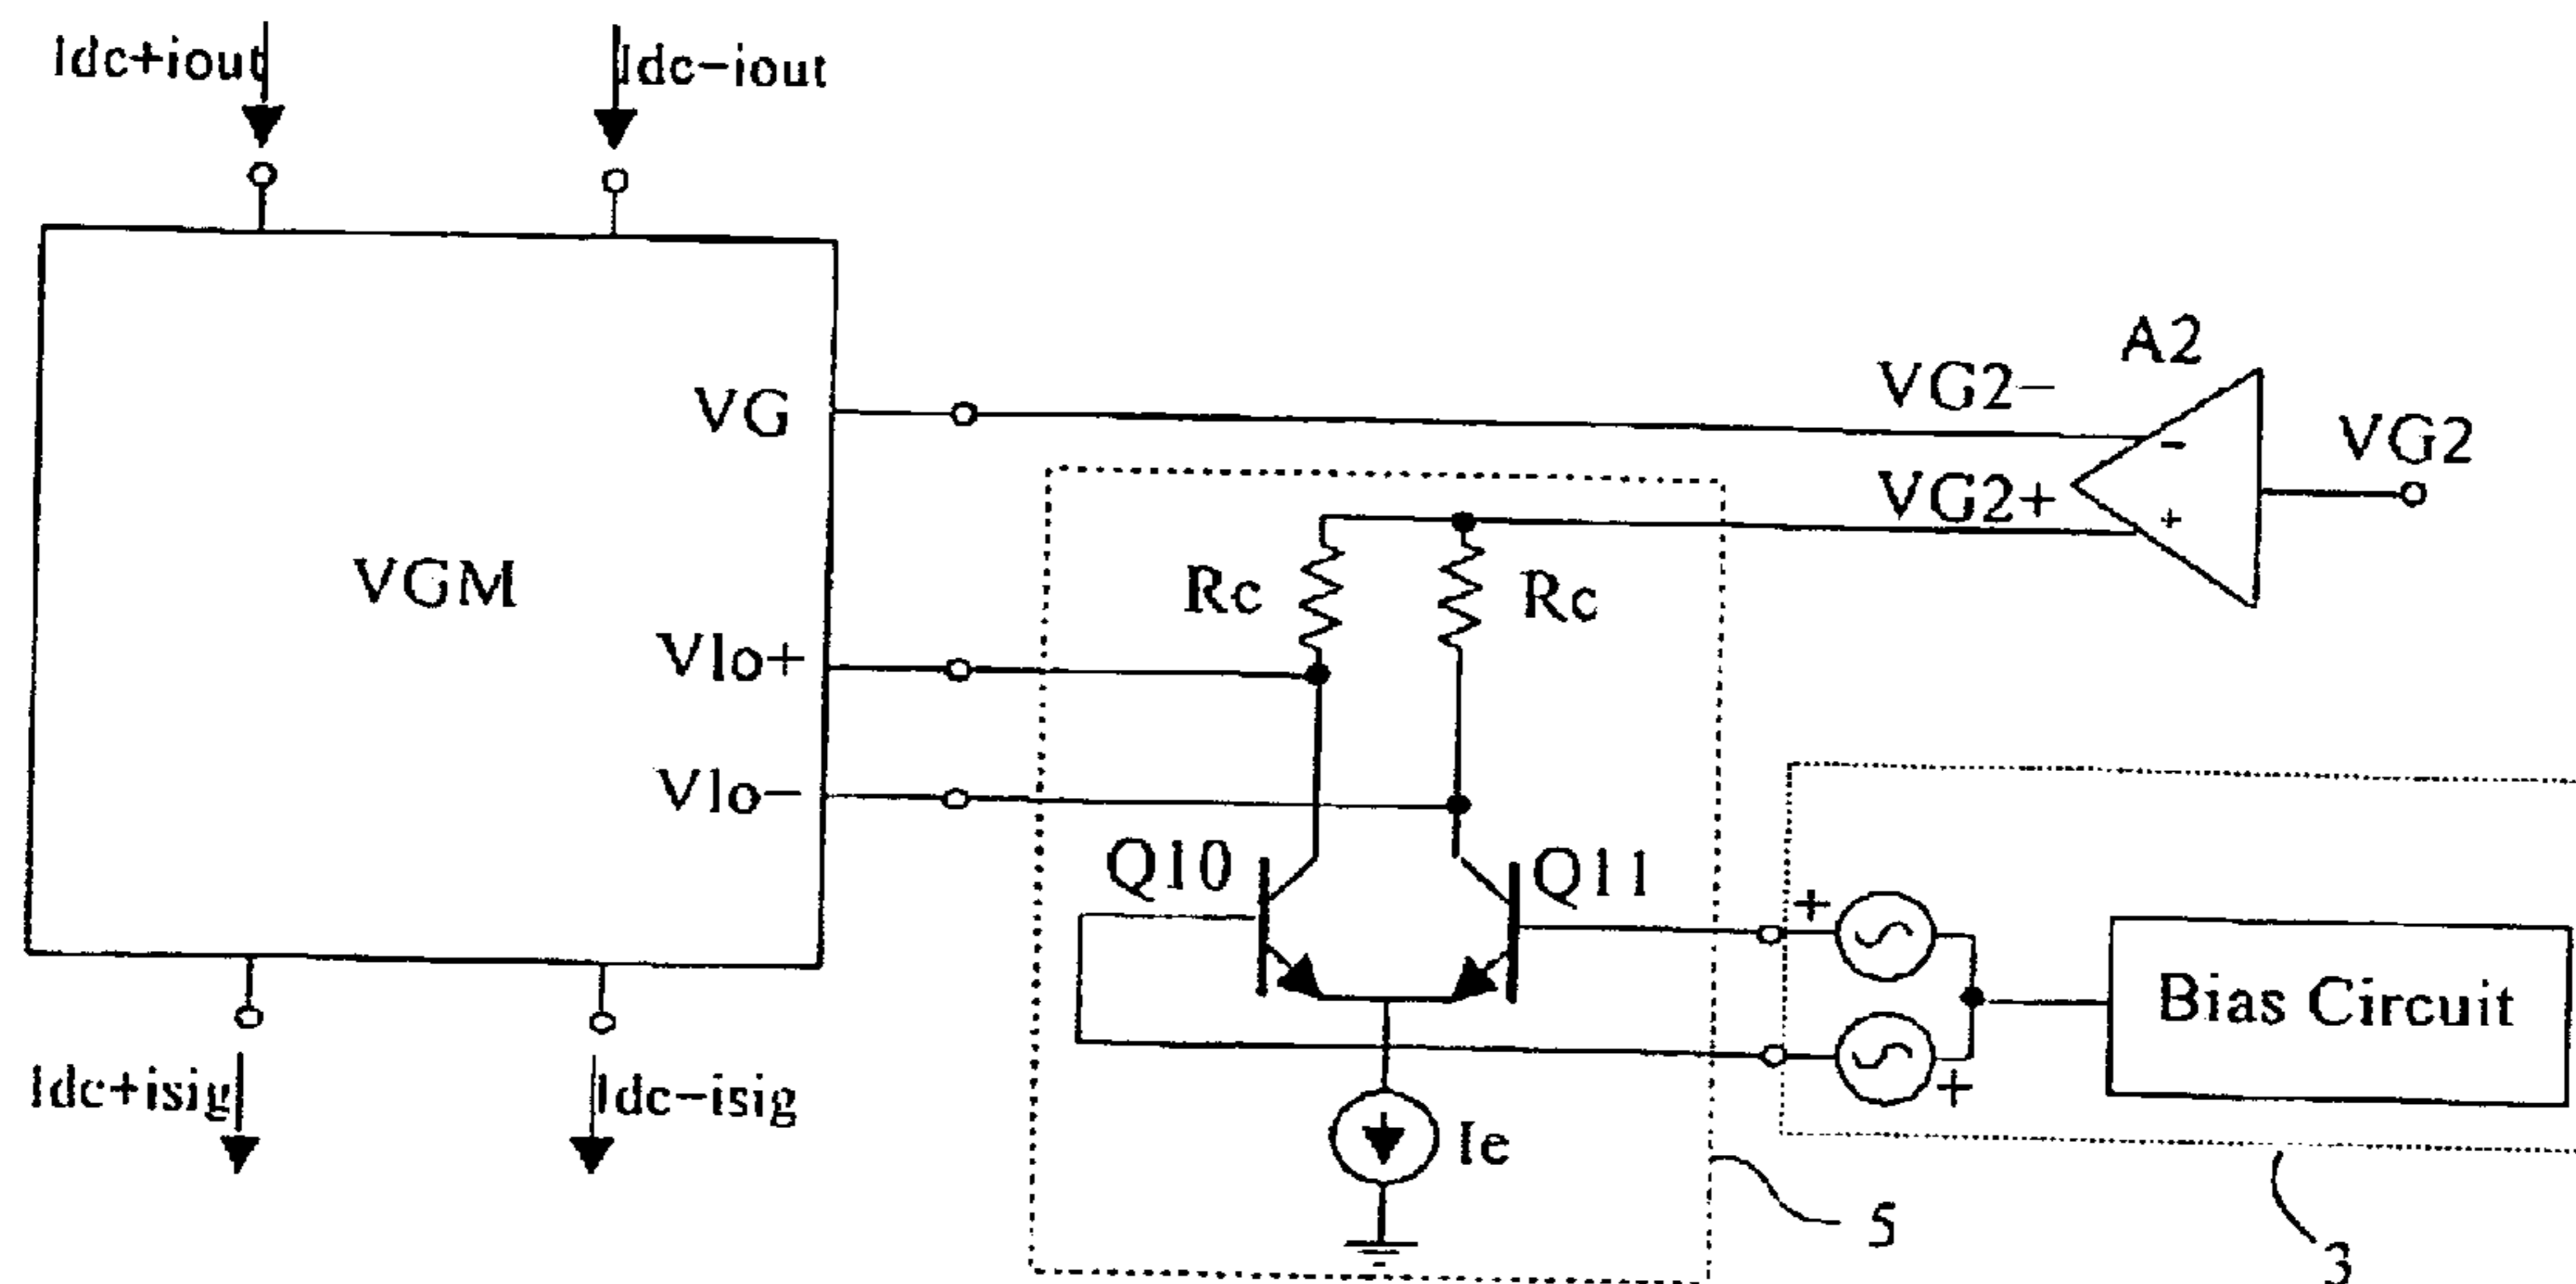 Idc+iout
Idc−iout
A2
VG
VG2−
−
VG2
VG2+
+
VGM
Rc
Rc
Vlo+
Vlo−
Q10
Q11
+
Bias Circuit
+
Idc+isig
Idc−isig
Ie
5
3